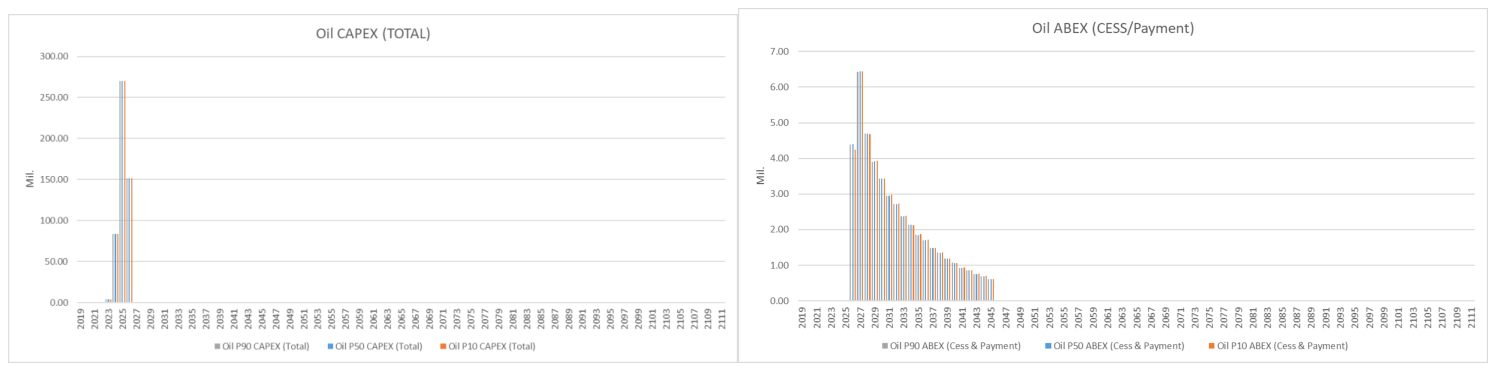 Oil CAPEX (TOTAL)
300.00
250.00
200.00
150.00
100.00
50.00
0.00
Mil.
2019 2021 2023 2025 2027 2029 2031 2033 2035 2037 2039 2041 2043 2045 2047 2049 2051 2053 2055 2057 2059 2061 2063 2065 2067 2069 2071 2073 2075 2077 2079 2081 2083 2085 2087 2089 2091 2093 2095 2097 2099 2101 2103 2105 2107 2109 2111
Oil P90 CAPEX (Total) Oil P50 CAPEX (Total) Oil P10 CAPEX (Total)
Oil ABEX (CESS/Payment)
7.00
6.00
5.00
4.00
3.00
2.00
1.00
0.00
Mil.
2019 2021 2023 2025 2027 2029 2031 2033 2035 2037 2039 2041 2043 2045 2047 2049 2051 2053 2055 2057 2059 2061 2063 2065 2067 2069 2071 2073 2075 2077 2079 2081 2083 2085 2087 2089 2091 2093 2095 2097 2099 2101 2103 2105 2107 2109 2111
Oil P90 ABEX (Cess & Payment) Oil P50 ABEX (Cess & Payment) Oil P10 ABEX (Cess & Payment)